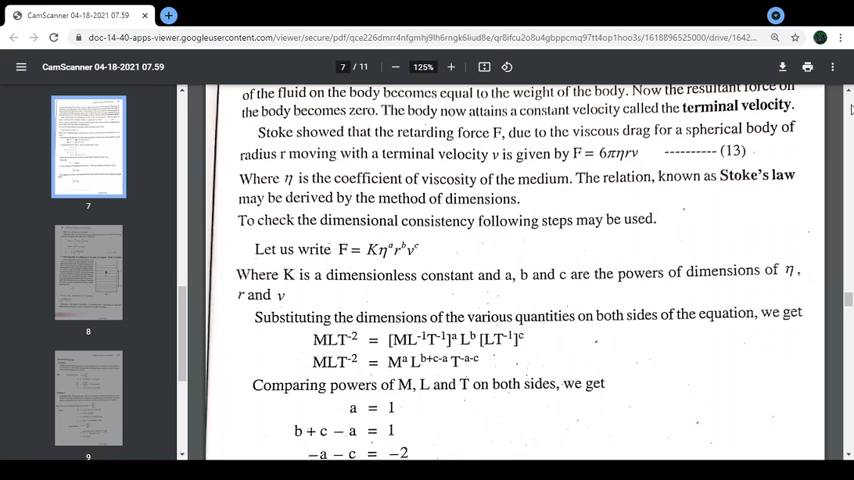 CamScanner 04-18-2021 07.59
doc-14-40-apps-viewer.googleusercontent.com/viewer/secure/pdf/qce226dmrr4nfgmhj9lh6rngk6liud8e/qr8ifcu2o8u4gbppcmq97tt4op1hoo3s/1618896525000/drive/1642...
CamScanner 04-18-2021 07.59
7 / 11
125%
of the fluid on the body becomes equal to the weight of the body. Now the resultant force on
the body becomes zero. The body now attains a constant velocity called the terminal velocity.
Stoke showed that the retarding force F, due to the viscous drag for a spherical body of
radius r moving with a terminal velocity v is given by F = 6πηrv ---------- (13)
Where η is the coefficient of viscosity of the medium. The relation, known as Stoke's law
may be derived by the method of dimensions.
To check the dimensional consistency following steps may be used.
Let us write F = Kηᵃrᵇvᶜ
Where K is a dimensionless constant and a, b and c are the powers of dimensions of η,
r and v
Substituting the dimensions of the various quantities on both sides of the equation, we get
MLT⁻² = [ML⁻¹T⁻¹]ᵃ Lᵇ [LT⁻¹]ᶜ
MLT⁻² = Mᵃ Lᵇ⁺ᶜ⁻ᵃ T⁻ᵃ⁻ᶜ
Comparing powers of M, L and T on both sides, we get
a = 1
b + c – a = 1
–a – c = –2
7
8
9